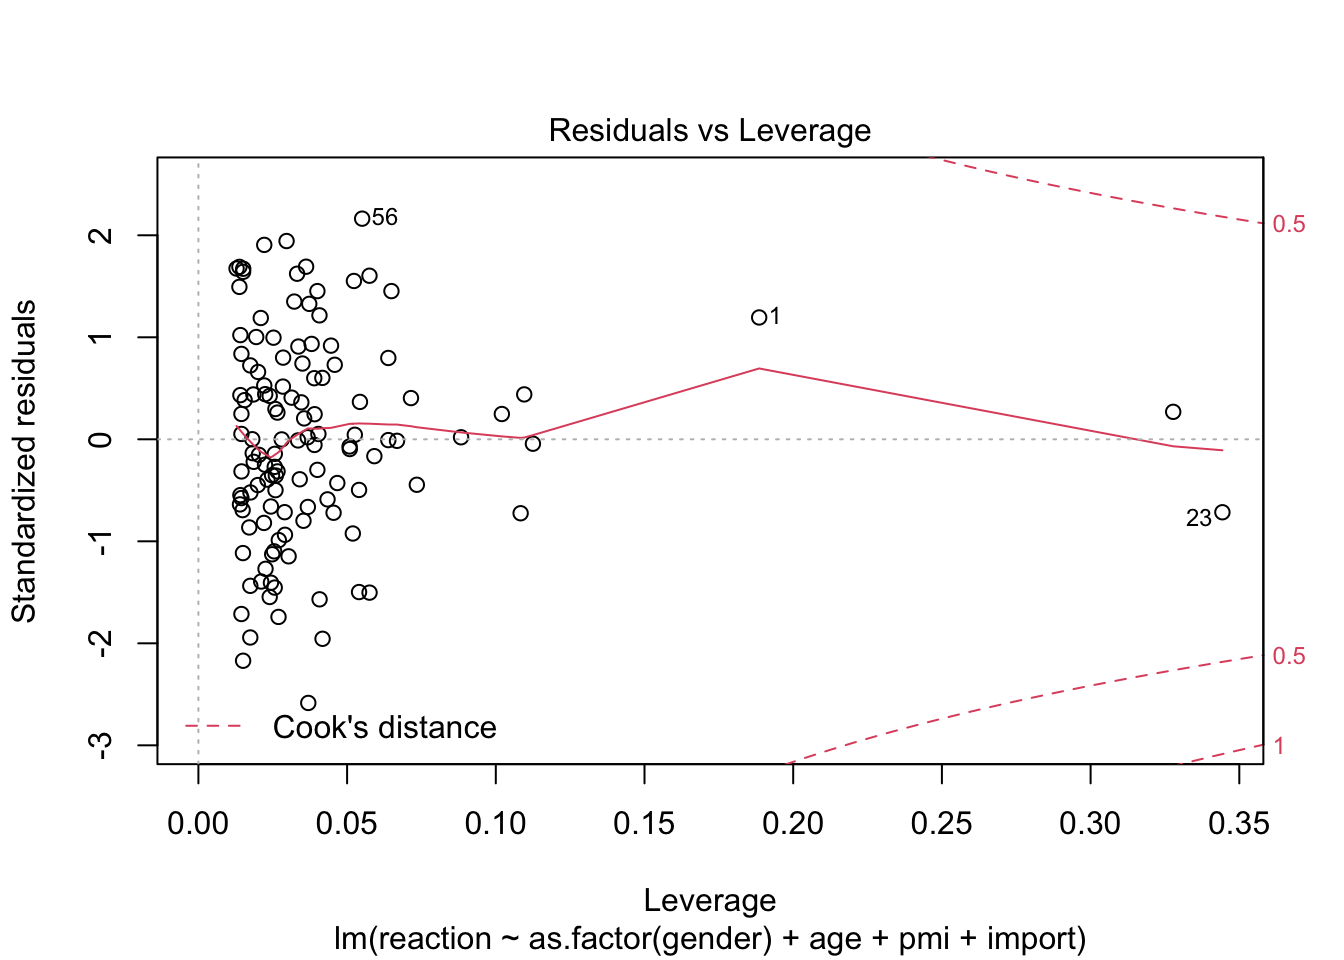 Residuals vs Leverage
Standardized residuals
2
1
0
-1
-2
-3
56
1
23
0.5
0.5
1
Cook's distance
0.00 0.05 0.10 0.15 0.20 0.25 0.30 0.35
Leverage
lm(reaction ~ as.factor(gender) + age + pmi + import)